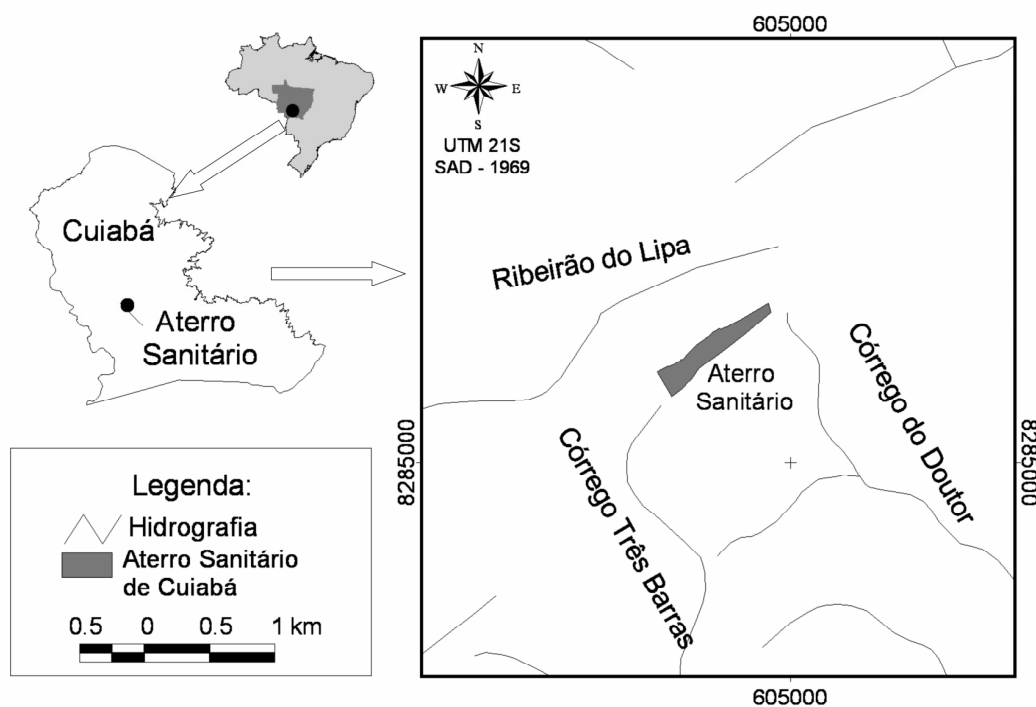 Cuiabá
Aterro
Sanitário
Legenda:
Hidrografia
Aterro Sanitário
de Cuiabá
0.5 0 0.5 1 km
605000
N
W E
S
UTM 21S
SAD - 1969
Ribeirão do Lipa
Aterro
Sanitário
Córrego do Doutor
Córrego Três Barras
8285000
8285000
605000